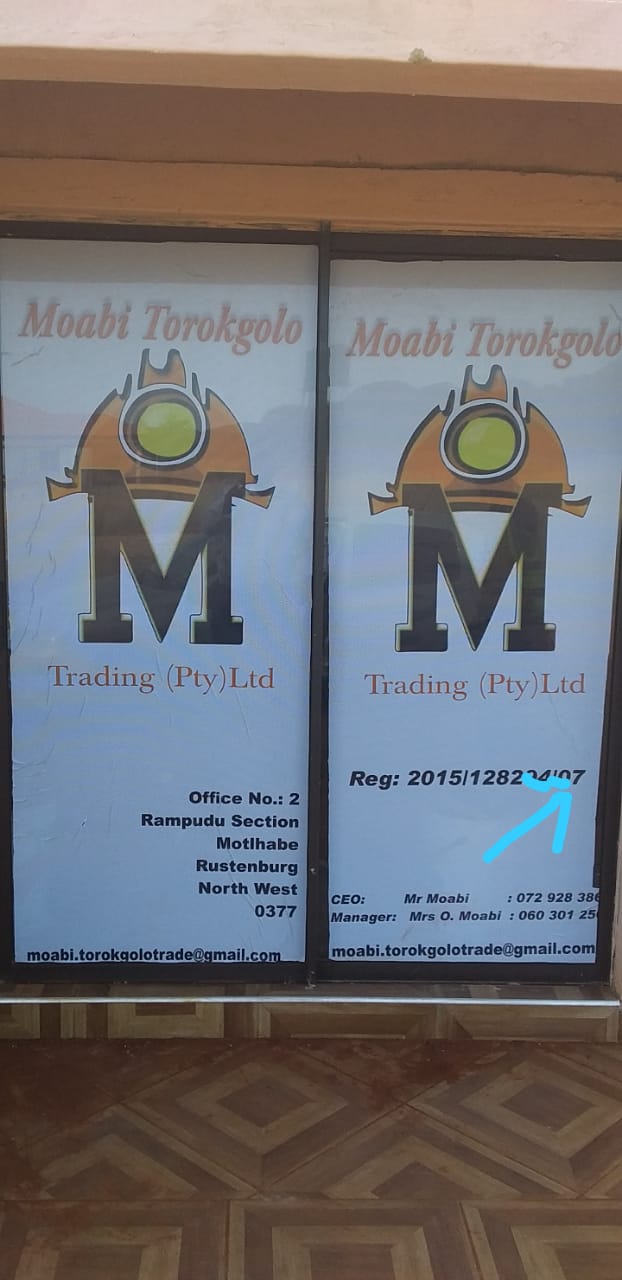 Moabi Torokgolo
M
Trading (Pty)Ltd
Office No.: 2
Rampudu Section
Motlhabe
Rustenburg
North West
0377
moabi.torokgolotrade@gmail.com
Moabi Torokgolo
M
Trading (Pty)Ltd
Reg: 2015/128204/07
CEO: Mr Moabi : 072 928 386
Manager: Mrs O. Moabi : 060 301 25
moabi.torokgolotrade@gmail.com